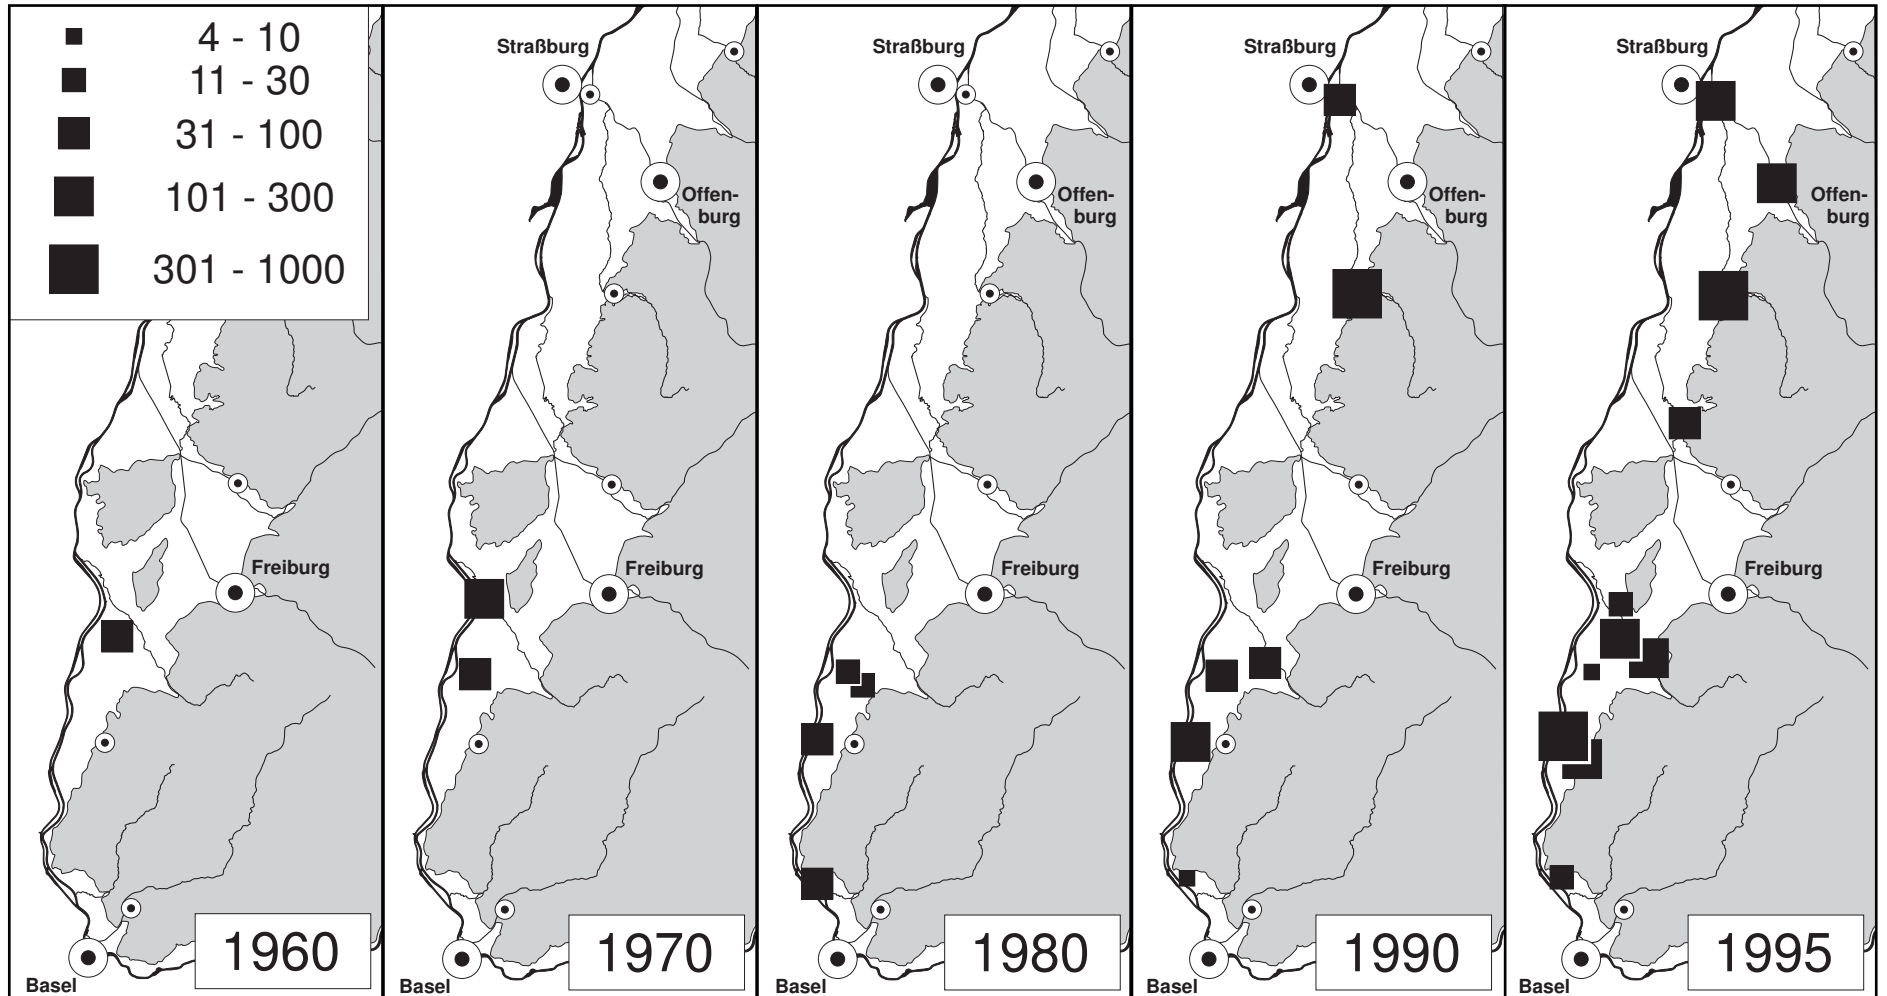 4 - 10
11 - 30
31 - 100
101 - 300
301 - 1000
Freiburg
Basel
1960
Straßburg
Offen-
burg
Freiburg
Basel
1970
Straßburg
Offen-
burg
Freiburg
Basel
1980
Straßburg
Offen-
burg
Freiburg
Basel
1990
Straßburg
Offen-
burg
Freiburg
Basel
1995